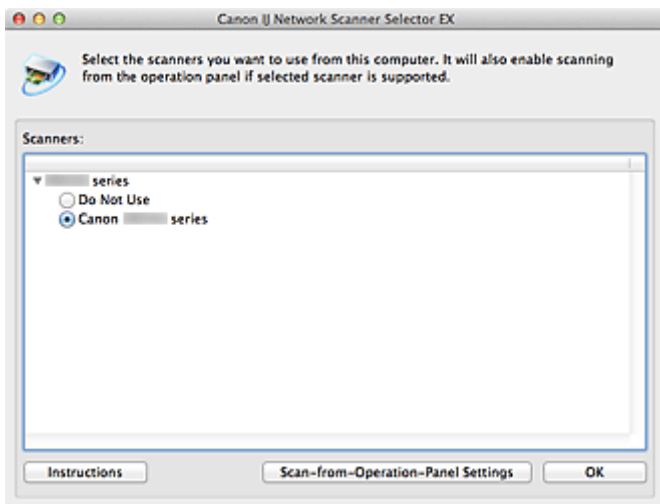 Canon IJ Network Scanner Selector EX
Select the scanners you want to use from this computer. It will also enable scanning
from the operation panel if selected scanner is supported.
Scanners:
series
Do Not Use
Canon series
Instructions
Scan-from-Operation-Panel Settings
OK